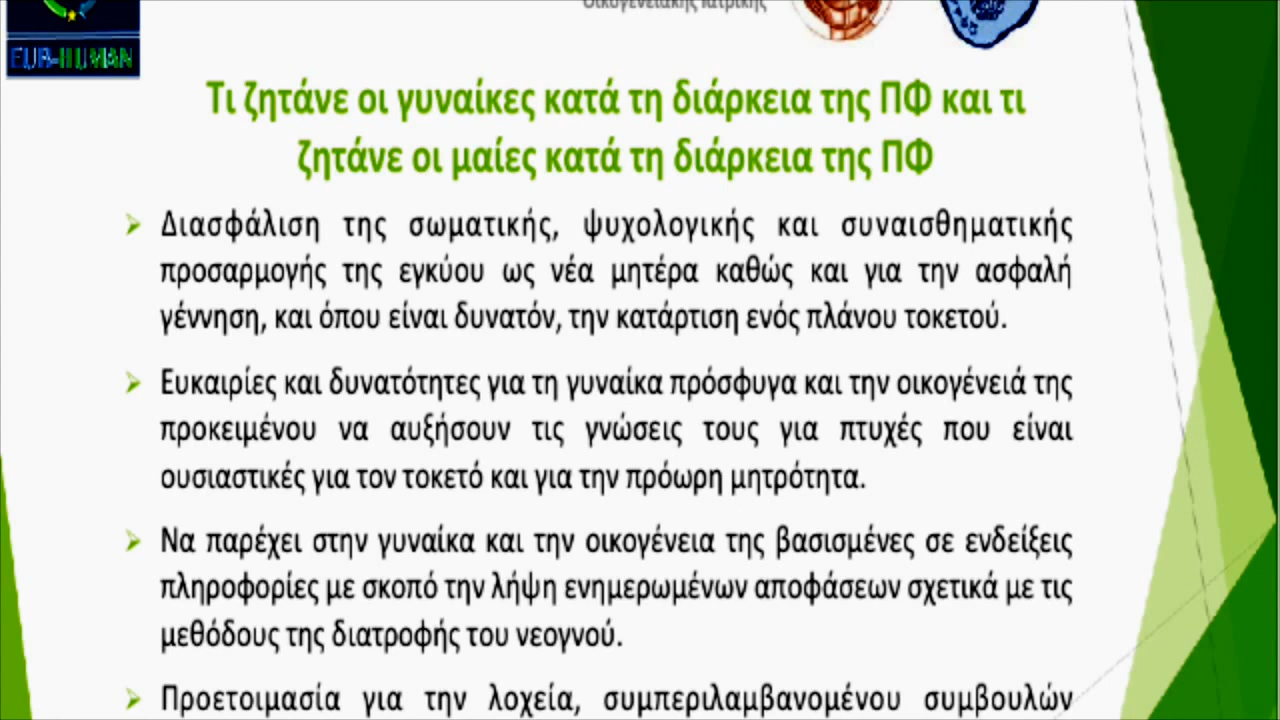 Οικογενειακής Ιατρικής
EUR-HUMAN
Τι ζητάνε οι γυναίκες κατά τη διάρκεια της ΠΦ και τι
ζητάνε οι μαίες κατά τη διάρκεια της ΠΦ
Διασφάλιση της σωματικής, ψυχολογικής και συναισθηματικής
προσαρμογής της εγκύου ως νέα μητέρα καθώς και για την ασφαλή
γέννηση, και όπου είναι δυνατόν, την κατάρτιση ενός πλάνου τοκετού.
Ευκαιρίες και δυνατότητες για τη γυναίκα πρόσφυγα και την οικογένειά της
προκειμένου να αυξήσουν τις γνώσεις τους για πτυχές που είναι
ουσιαστικές για τον τοκετό και για την πρόωρη μητρότητα.
Να παρέχει στην γυναίκα και την οικογένεια της βασισμένες σε ενδείξεις
πληροφορίες με σκοπό την λήψη ενημερωμένων αποφάσεων σχετικά με τις
μεθόδους της διατροφής του νεογνού.
Προετοιμασία για την λοχεία, συμπεριλαμβανομένου συμβουλών